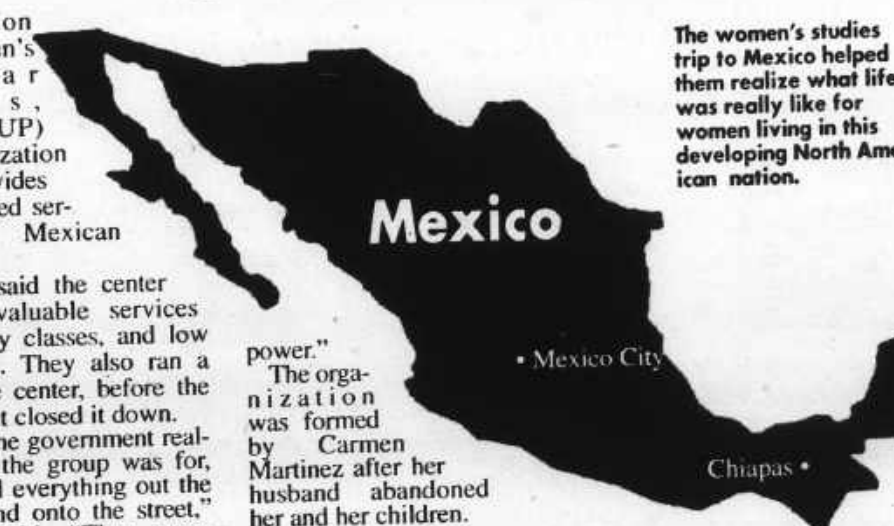 on
n's
a r
s ,
UP)
zation
vides
ed ser-
Mexican
said the center
valuable services
y classes, and low
. They also ran a
e center, before the
t closed it down.
ne government real-
the group was for,
l everything out the
nd onto the street,"
power."
The orga-
n i z a t i o n
was formed
by Carmen
Martinez after her
husband abandoned
her and her children.
Mexico
• Mexico City
Chiapas •
The women's studies
trip to Mexico helped
them realize what life
was really like for
women living in this
developing North Ame
ican nation.